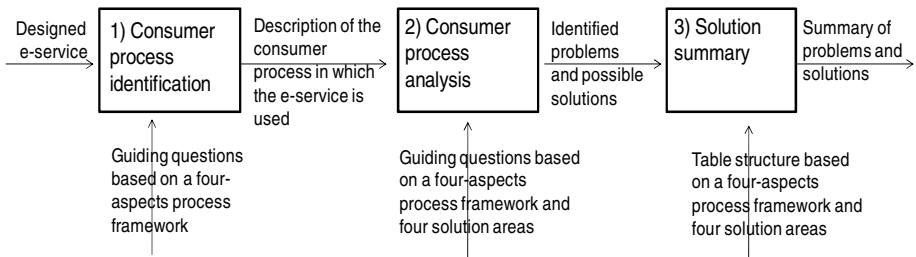 Designed
e-service
1) Consumer
process
identification
Description of the
consumer
process in which
the e-service is
used
2) Consumer
process
analysis
Identified
problems
and possible
solutions
3) Solution
summary
Summary of
problems and
solutions
Guiding questions
based on a four-
aspects process
framework
Guiding questions based
on a four-aspects
process framework and
four solution areas
Table structure based
on a four-aspects
process framework and
four solution areas